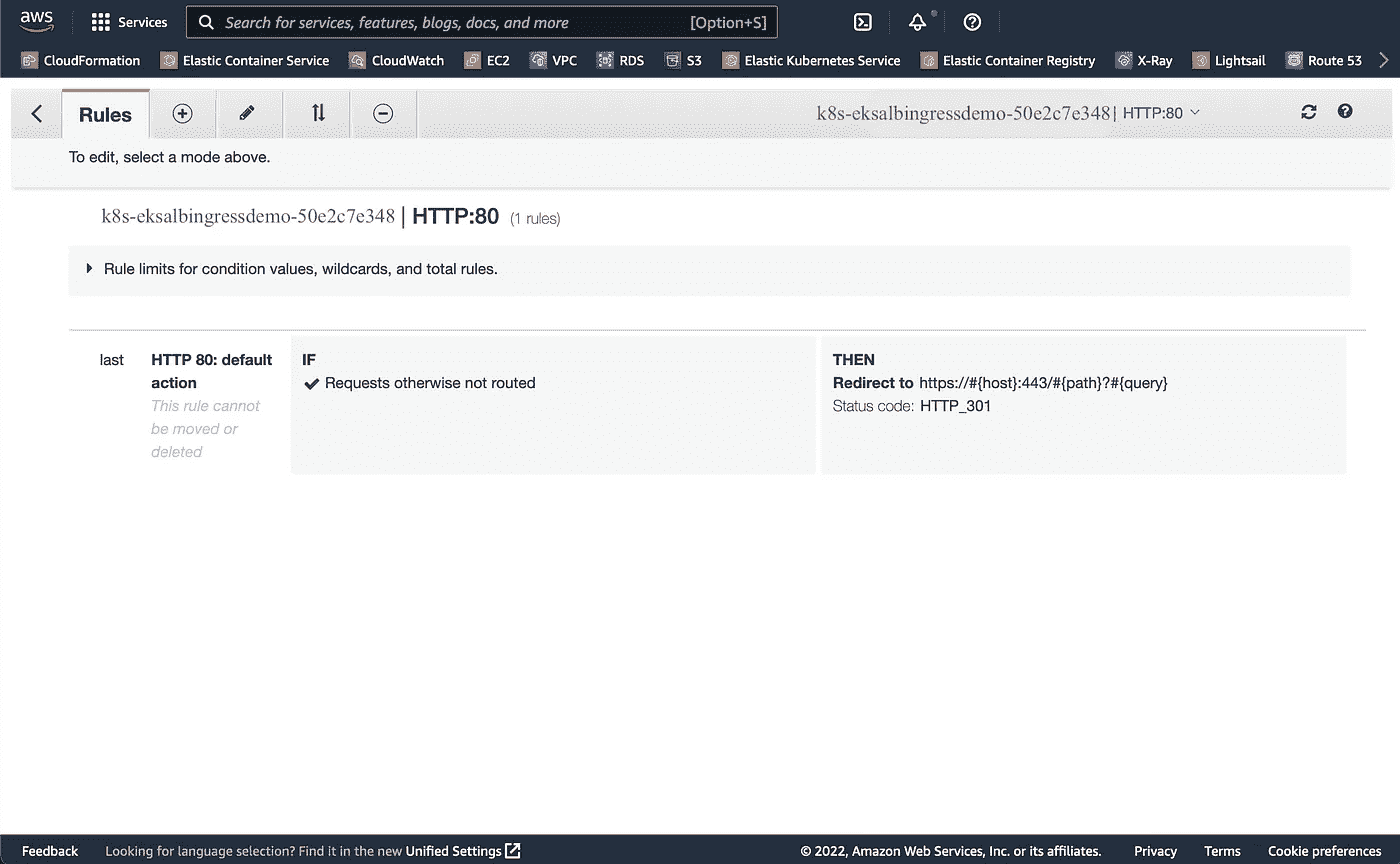 aws Services Search for services, features, blogs, docs, and more [Option+S]
CloudFormation Elastic Container Service CloudWatch EC2 VPC RDS S3 Elastic Kubernetes Service Elastic Container Registry X-Ray Lightsail Route 53
Rules k8s-eksalbingressdemo-50e2c7e348| HTTP:80
To edit, select a mode above.
k8s-eksalbingressdemo-50e2c7e348 | HTTP:80 (1 rules)
Rule limits for condition values, wildcards, and total rules.
last HTTP 80: default action
This rule cannot be moved or deleted
IF
Requests otherwise not routed
THEN
Redirect to https://#{host}:443/#{path}?#{query}
Status code: HTTP_301
Feedback Looking for language selection? Find it in the new Unified Settings © 2022, Amazon Web Services, Inc. or its affiliates. Privacy Terms Cookie preferences